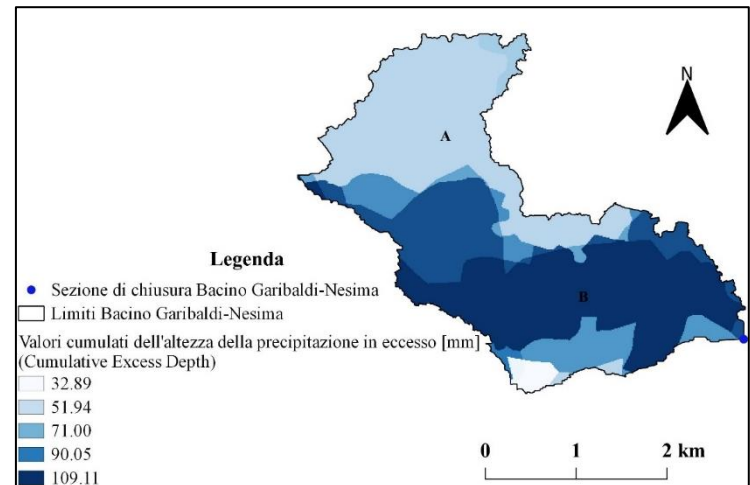 N
A
B
Legenda
Sezione di chiusura Bacino Garibaldi-Nesima
Limiti Bacino Garibaldi-Nesima
Valori cumulati dell'altezza della precipitazione in eccesso [mm]
(Cumulative Excess Depth)
32.89
51.94
71.00
90.05
109.11
0 1 2 km